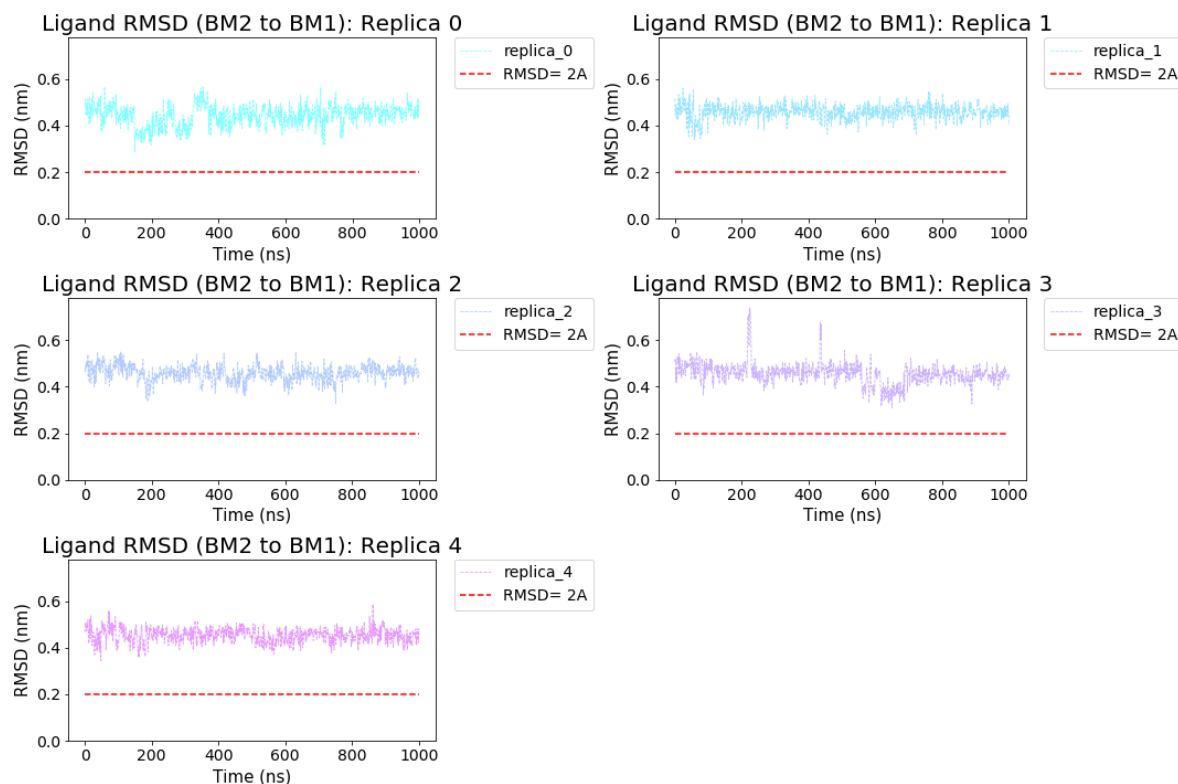 Ligand RMSD (BM2 to BM1): Replica 0
replica_0
RMSD= 2A
RMSD (nm)
0.6
0.4
0.2
0.0
0 200 400 600 800 1000
Time (ns)
Ligand RMSD (BM2 to BM1): Replica 1
replica_1
RMSD= 2A
RMSD (nm)
0.6
0.4
0.2
0.0
0 200 400 600 800 1000
Time (ns)
Ligand RMSD (BM2 to BM1): Replica 2
replica_2
RMSD= 2A
RMSD (nm)
0.6
0.4
0.2
0.0
0 200 400 600 800 1000
Time (ns)
Ligand RMSD (BM2 to BM1): Replica 3
replica_3
RMSD= 2A
RMSD (nm)
0.6
0.4
0.2
0.0
0 200 400 600 800 1000
Time (ns)
Ligand RMSD (BM2 to BM1): Replica 4
replica_4
RMSD= 2A
RMSD (nm)
0.6
0.4
0.2
0.0
0 200 400 600 800 1000
Time (ns)